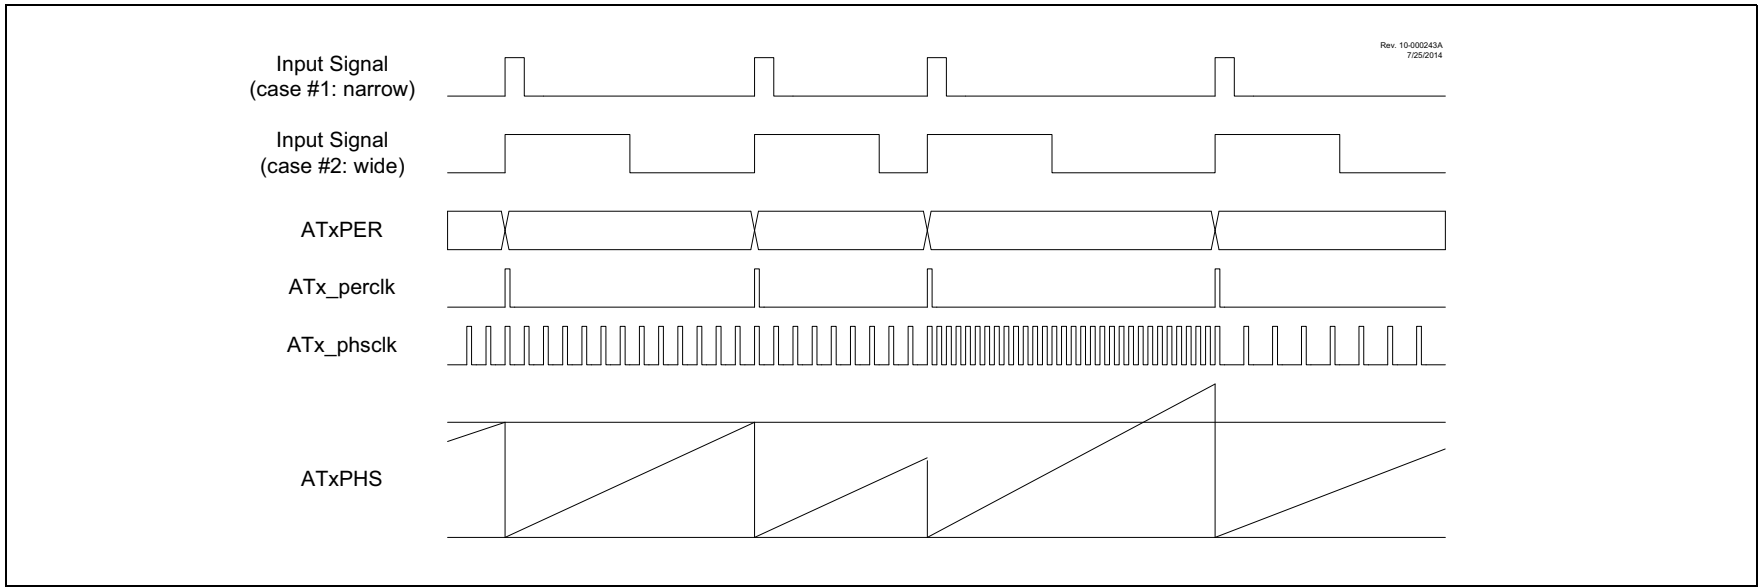 Rev. 10-000243A
7/25/2014
Input Signal
(case #1: narrow)
Input Signal
(case #2: wide)
ATxPER
ATx_perclk
ATx_phsclk
ATxPHS